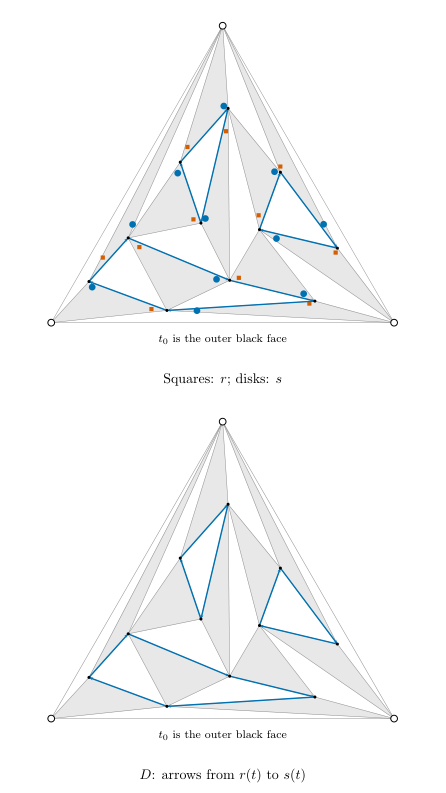 t₀ is the outer black face
Squares: r; disks: s
t₀ is the outer black face
D: arrows from r(t) to s(t)